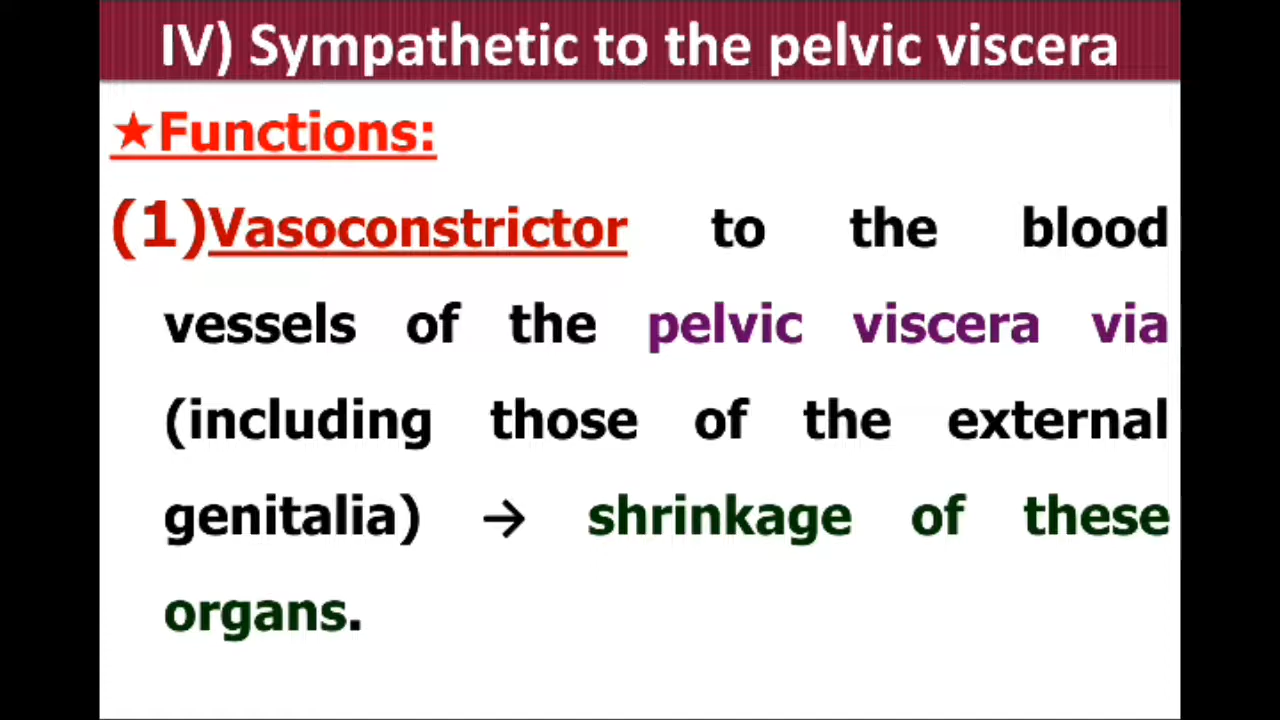 IV) Sympathetic to the pelvic viscera
★Functions:
(1)Vasoconstrictor to the blood
vessels of the pelvic viscera via
(including those of the external
genitalia) → shrinkage of these
organs.